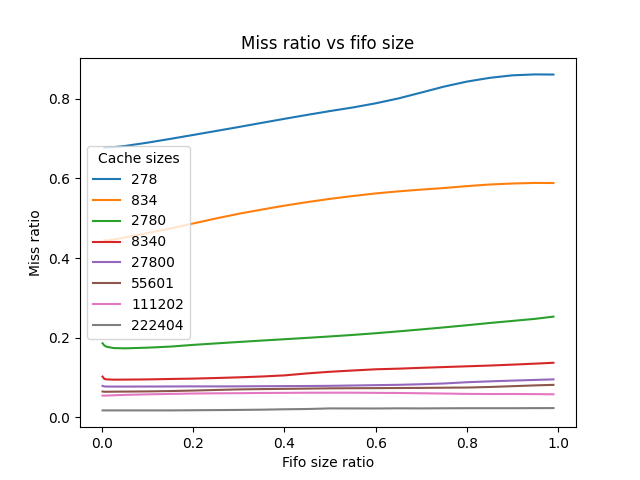 Miss ratio vs fifo size
Miss ratio
0.8
0.6
0.4
0.2
0.0
Cache sizes
278
834
2780
8340
27800
55601
111202
222404
0.0 0.2 0.4 0.6 0.8 1.0
Fifo size ratio